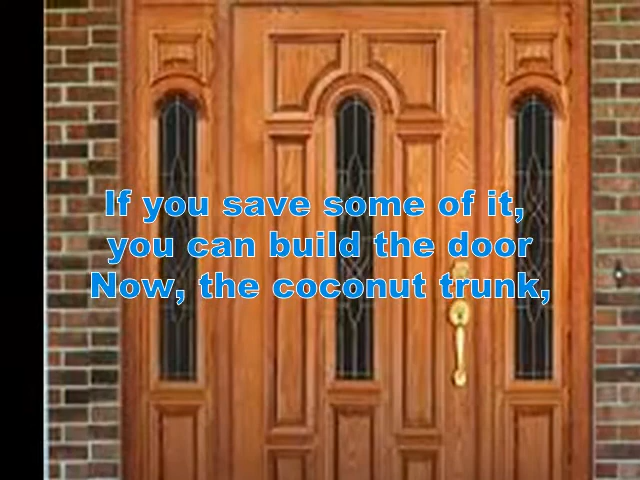 If you save some of it,
you can build the door
Now, the coconut trunk,